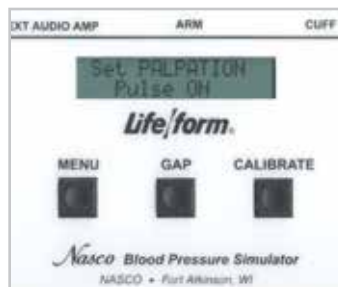 EXT AUDIO AMP ARM CUFF
Set PALPATION
Pulse ON
Life/form®
MENU GAP CALIBRATE
Nasco Blood Pressure Simulator
NASCO • Fort Atkinson, WI